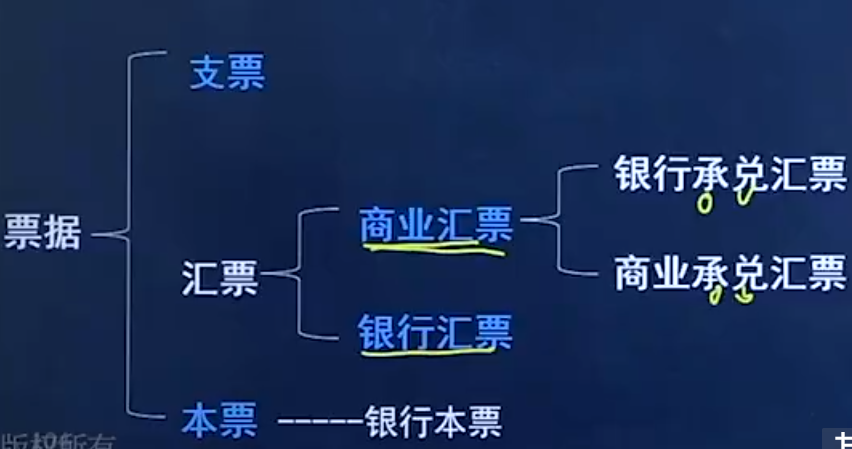 支票
银行承兑汇票
商业汇票
票据
商业承兑汇票
汇票
银行汇票
本票 -----银行本票
版权所有